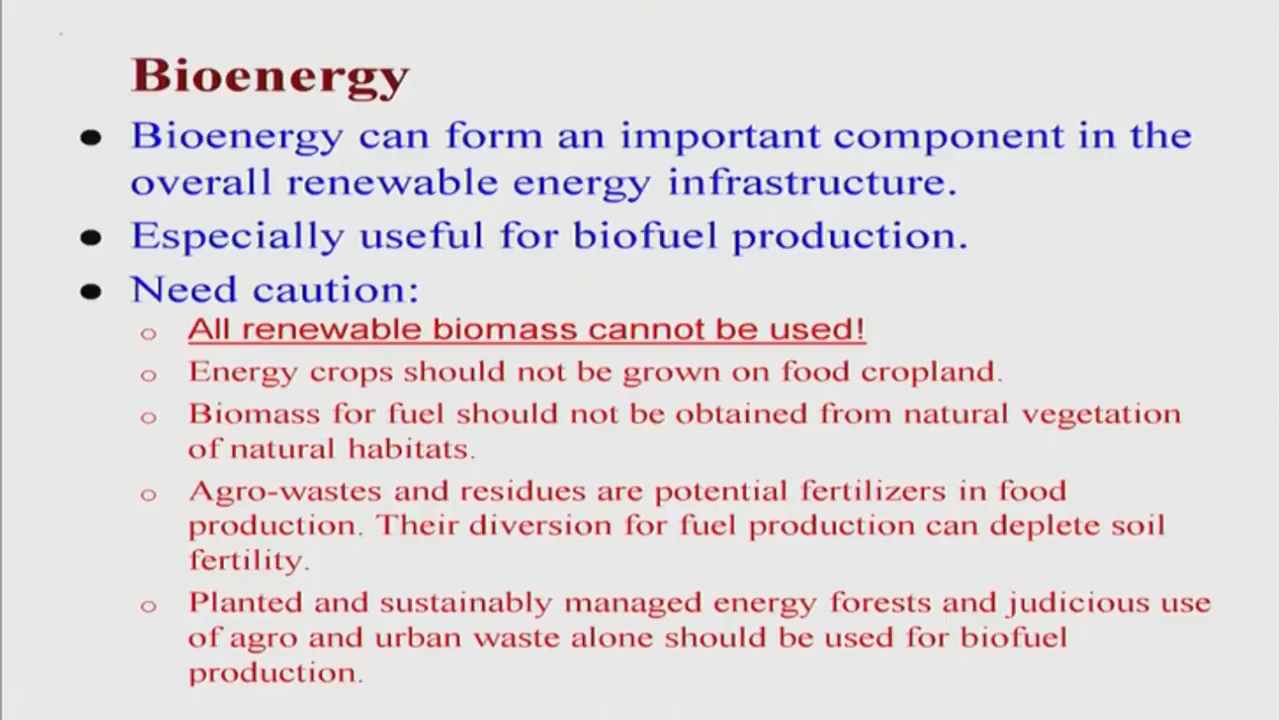 Bioenergy
● Bioenergy can form an important component in the
overall renewable energy infrastructure.
● Especially useful for biofuel production.
● Need caution:
○ All renewable biomass cannot be used!
○ Energy crops should not be grown on food cropland.
○ Biomass for fuel should not be obtained from natural vegetation
of natural habitats.
○ Agro-wastes and residues are potential fertilizers in food
production. Their diversion for fuel production can deplete soil
fertility.
○ Planted and sustainably managed energy forests and judicious use
of agro and urban waste alone should be used for biofuel
production.